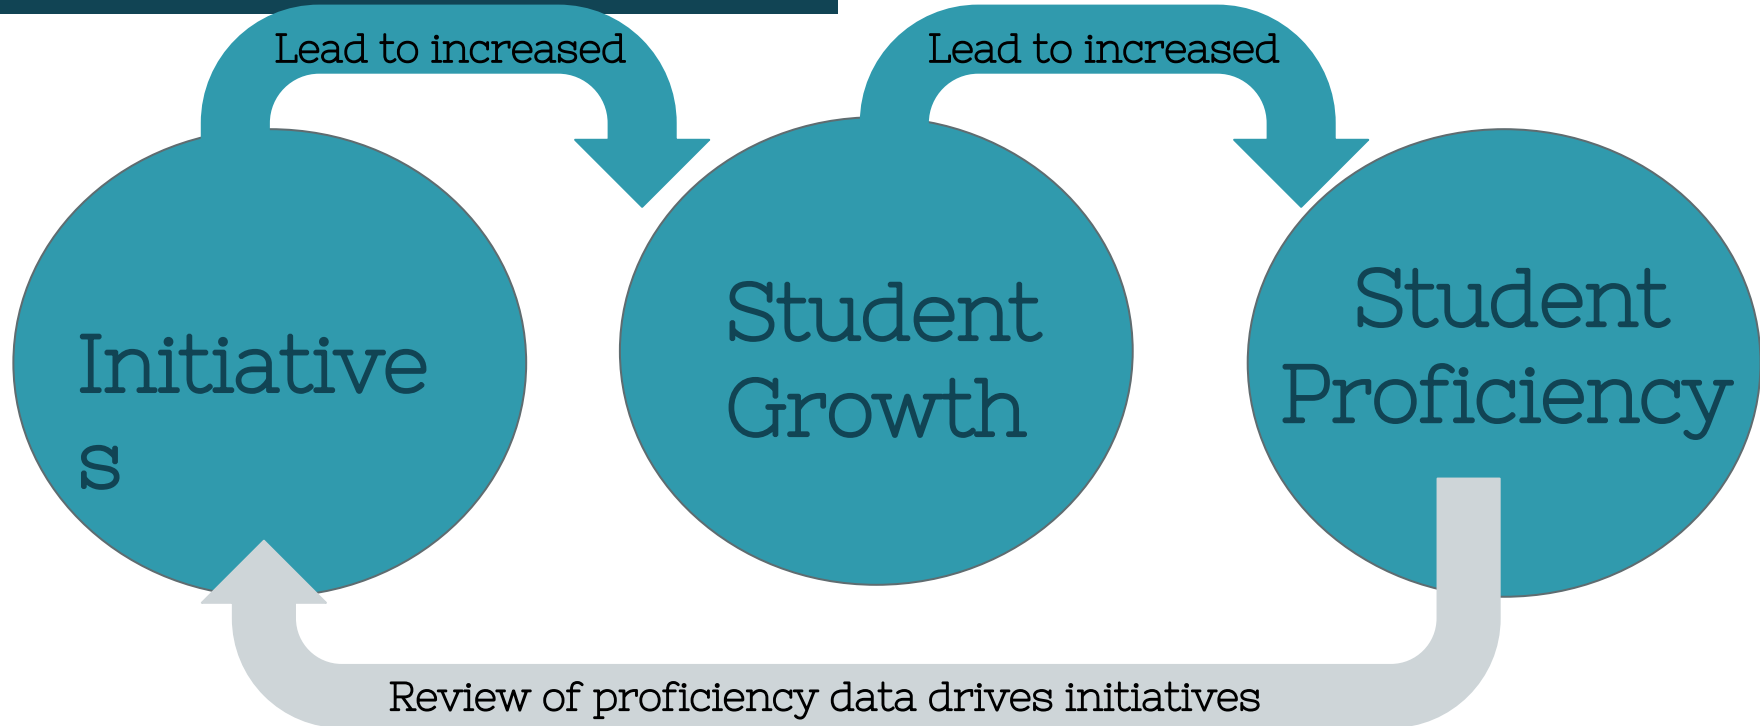 Lead to increased
Lead to increased
Initiative
s
Student
Growth
Student
Proficiency
Review of proficiency data drives initiatives